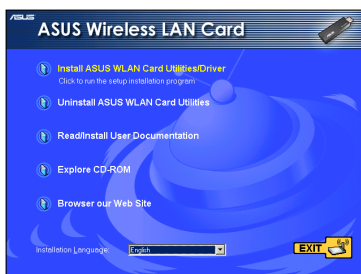 ASUS
ASUS Wireless LAN Card
Install ASUS WLAN Card Utilities/Driver
Click to run the setup installation program
Uninstall ASUS WLAN Card Utilities
Read/Install User Documentation
Explore CD-ROM
Browser our Web Site
Installation Language: English
EXIT